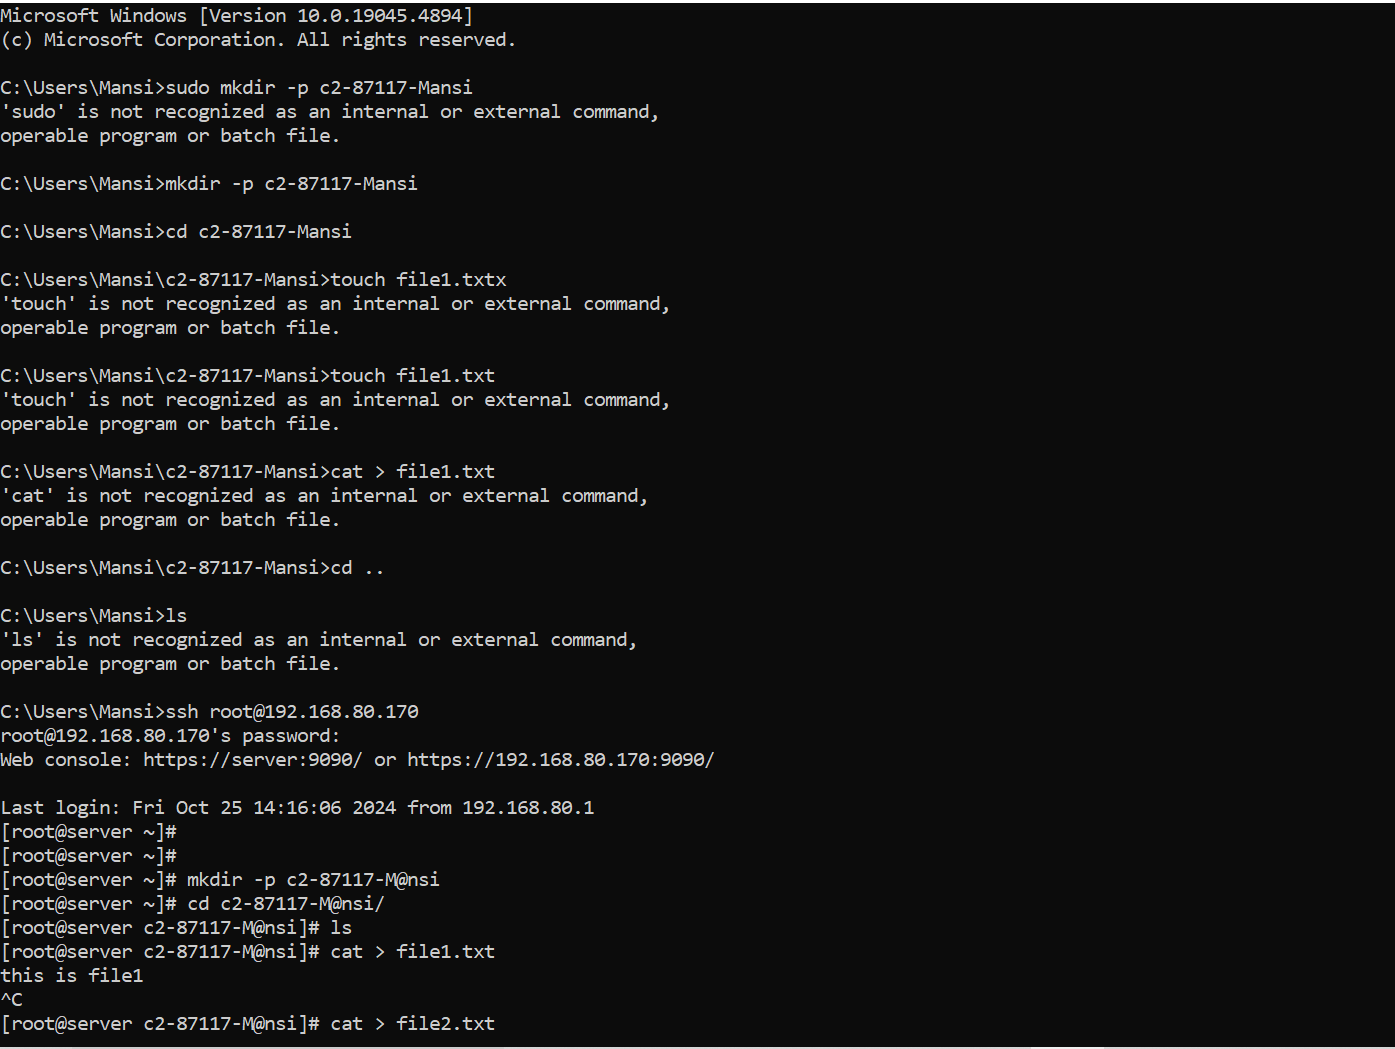 Microsoft Windows [Version 10.0.19045.4894]
(c) Microsoft Corporation. All rights reserved.
C:\Users\Mansi>sudo mkdir -p c2-87117-Mansi
'sudo' is not recognized as an internal or external command,
operable program or batch file.
C:\Users\Mansi>mkdir -p c2-87117-Mansi
C:\Users\Mansi>cd c2-87117-Mansi
C:\Users\Mansi\c2-87117-Mansi>touch file1.txtx
'touch' is not recognized as an internal or external command,
operable program or batch file.
C:\Users\Mansi\c2-87117-Mansi>touch file1.txt
'touch' is not recognized as an internal or external command,
operable program or batch file.
C:\Users\Mansi\c2-87117-Mansi>cat > file1.txt
'cat' is not recognized as an internal or external command,
operable program or batch file.
C:\Users\Mansi\c2-87117-Mansi>cd ..
C:\Users\Mansi>ls
'ls' is not recognized as an internal or external command,
operable program or batch file.
C:\Users\Mansi>ssh root@192.168.80.170
root@192.168.80.170's password:
Web console: https://server:9090/ or https://192.168.80.170:9090/
Last login: Fri Oct 25 14:16:06 2024 from 192.168.80.1
[root@server ~]#
[root@server ~]#
[root@server ~]# mkdir -p c2-87117-M@nsi
[root@server ~]# cd c2-87117-M@nsi/
[root@server c2-87117-M@nsi]# ls
[root@server c2-87117-M@nsi]# cat > file1.txt
this is file1
^C
[root@server c2-87117-M@nsi]# cat > file2.txt